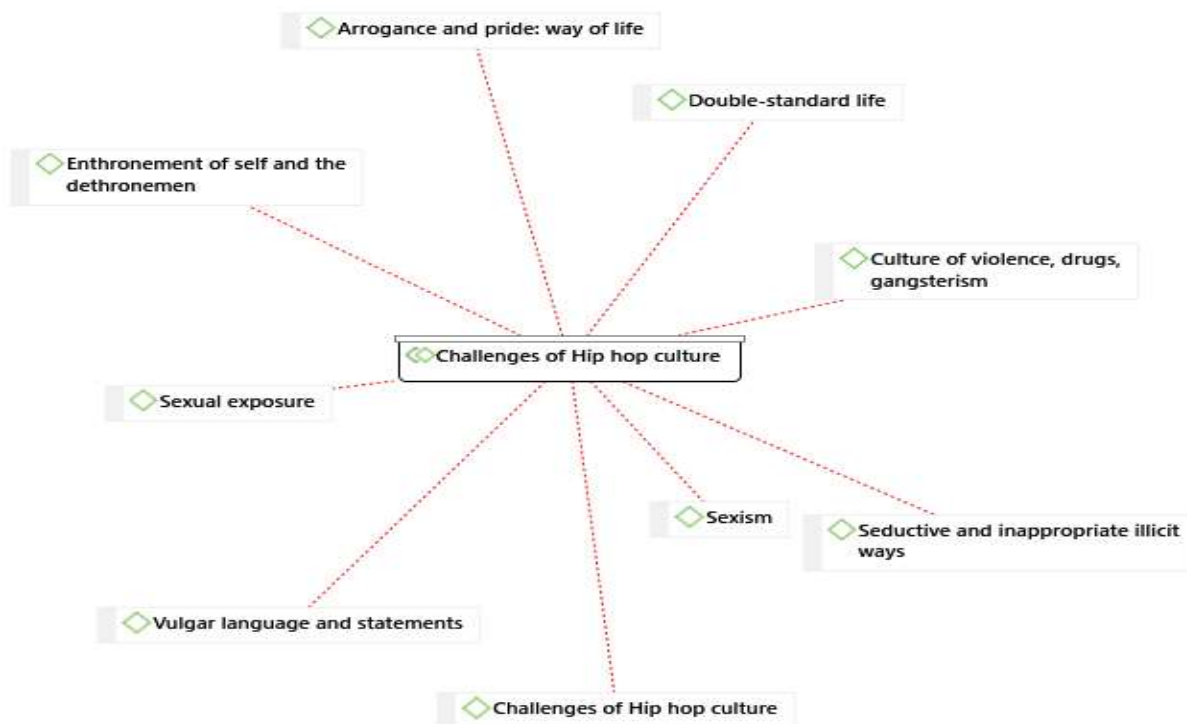 Arrogance and pride: way of life
Double-standard life
Enthronement of self and the
dethronemen
Culture of violence, drugs,
gangsterism
Challenges of Hip hop culture
Sexual exposure
Sexism
Seductive and inappropriate illicit
ways
Vulgar language and statements
Challenges of Hip hop culture